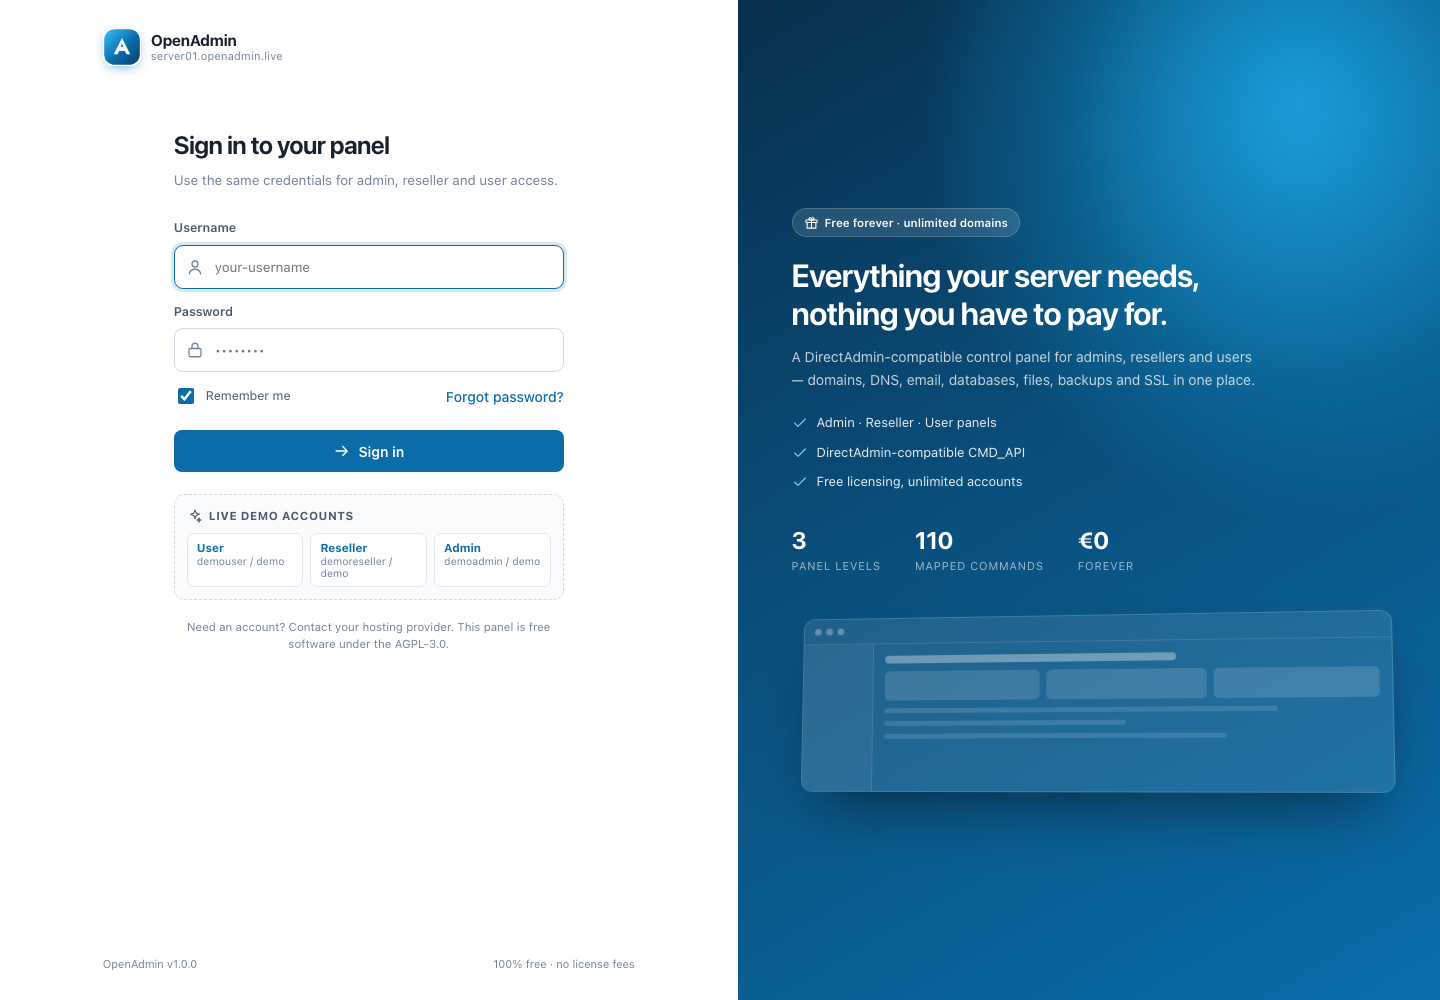 OpenAdmin
server01.openadmin.live
Sign in to your panel
Use the same credentials for admin, reseller and user access.
Username
your-username
Password
••••••••
Remember me
Forgot password?
Sign in
LIVE DEMO ACCOUNTS
User
demouser / demo
Reseller
demoreseller /
demo
Admin
demoadmin / demo
Need an account? Contact your hosting provider. This panel is free
software under the AGPL-3.0.
OpenAdmin v1.0.0
100% free · no license fees
Free forever · unlimited domains
Everything your server needs,
nothing you have to pay for.
A DirectAdmin-compatible control panel for admins, resellers and users
— domains, DNS, email, databases, files, backups and SSL in one place.
Admin · Reseller · User panels
DirectAdmin-compatible CMD_API
Free licensing, unlimited accounts
3
PANEL LEVELS
110
MAPPED COMMANDS
€0
FOREVER